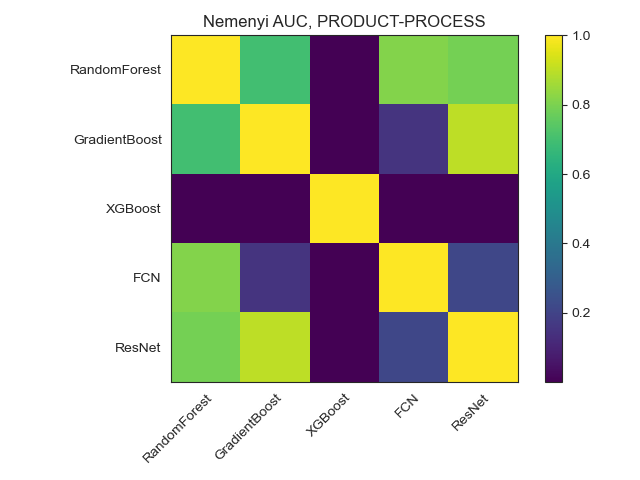 Nemenyi AUC, PRODUCT-PROCESS
RandomForest
GradientBoost
XGBoost
FCN
ResNet
RandomForest
GradientBoost
XGBoost
FCN
ResNet
1.0
0.8
0.6
0.4
0.2